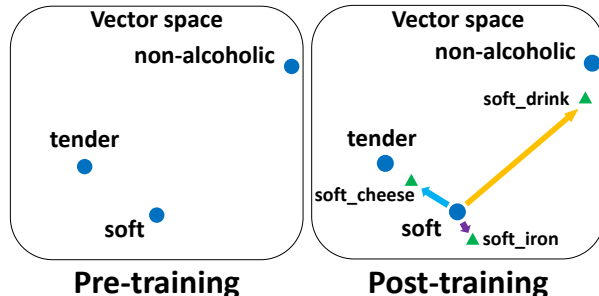 Vector space
non-alcoholic
tender
soft
Pre-training
Vector space
non-alcoholic
soft_drink
tender
soft_cheese
soft
soft_iron
Post-training